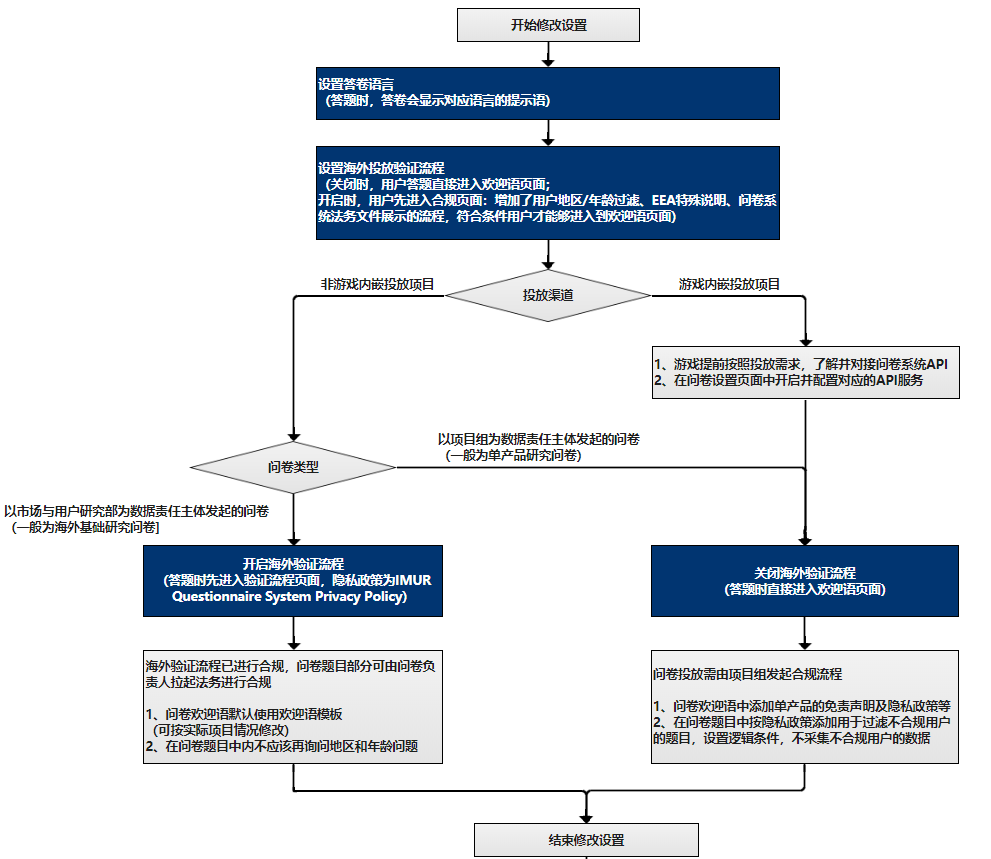 开始修改设置
设置答卷语言
（答题时，答卷会显示对应语言的提示语)
设置海外投放验证流程
（关闭时，用户答题直接进入欢迎语页面；
开启时，用户先进入合规页面：增加了用户地区/年龄过滤、EEA特殊说明、问卷系
统法务文件展示的流程，符合条件用户才能够进入到欢迎语页面)
非游戏内嵌投放项目
投放渠道
游戏内嵌投放项目
1、游戏提前按照投放需求，了解并对接问卷系统API
2、在问卷设置页面中开启并配置对应的API服务
以项目组为数据责任主体发起的问卷
（一般为单产品研究问卷)
问卷类型
以市场与用户研究部为数据责任主体发起的问卷
（一般为海外基础研究问卷]
开启海外验证流程
（答题时先进入验证流程页面，隐私政策为IMUR
Questionnaire System Privacy Policy）
关闭海外验证流程
（答题时直接进入欢迎语页面)
海外验证流程已进行合规，问卷题目部分可由问卷负
责人拉起法务进行合规
1、问卷欢迎语默认使用欢迎语模板
（可按实际项目情况修改）
2、在问卷题目中内不应该再询问地区和年龄问题
问卷投放需由项目组发起合规流程
1、问卷欢迎语中添加单产品的免责声明及隐私政策等
2、在问卷题目中按隐私政策添加用于过滤不合规用户
的题目，设置逻辑条件，不采集不合规用户的数据
结束修改设置